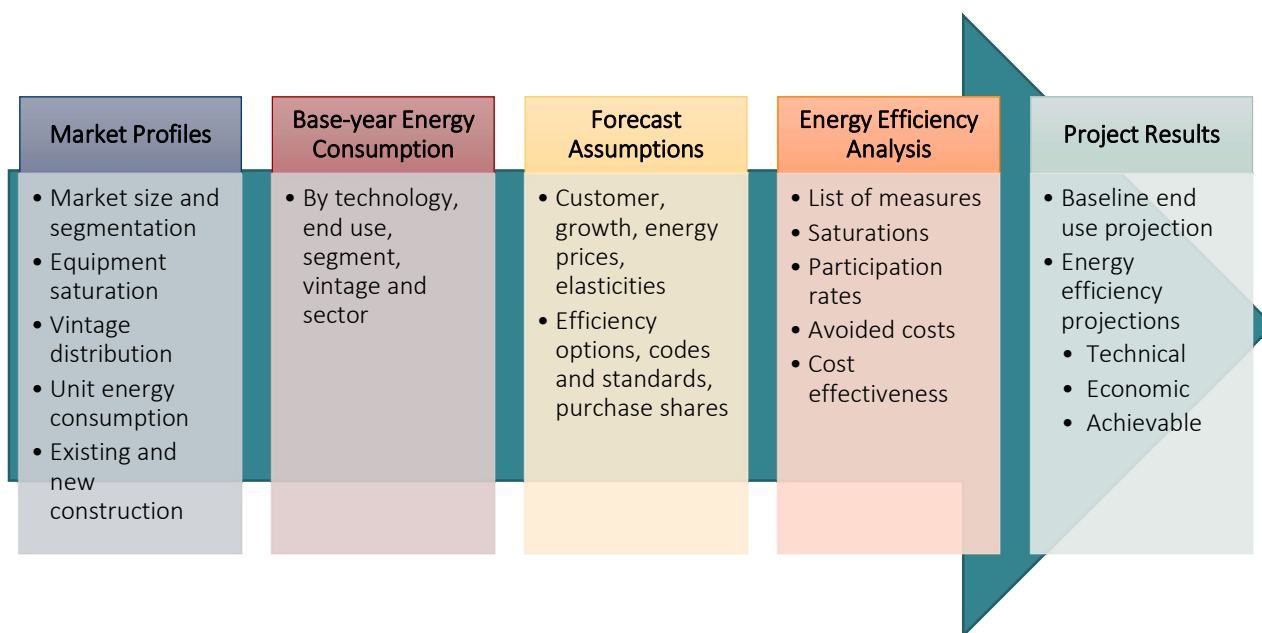 Market Profiles
• Market size and
segmentation
• Equipment
saturation
• Vintage
distribution
• Unit energy
consumption
• Existing and
new
construction
Base-year Energy
Consumption
• By technology,
end use,
segment,
vintage and
sector
Forecast
Assumptions
• Customer,
growth, energy
prices,
elasticities
• Efficiency
options, codes
and standards,
purchase shares
Energy Efficiency
Analysis
• List of measures
• Saturations
• Participation
rates
• Avoided costs
• Cost
effectiveness
Project Results
• Baseline end
use projection
• Energy
efficiency
projections
• Technical
• Economic
• Achievable